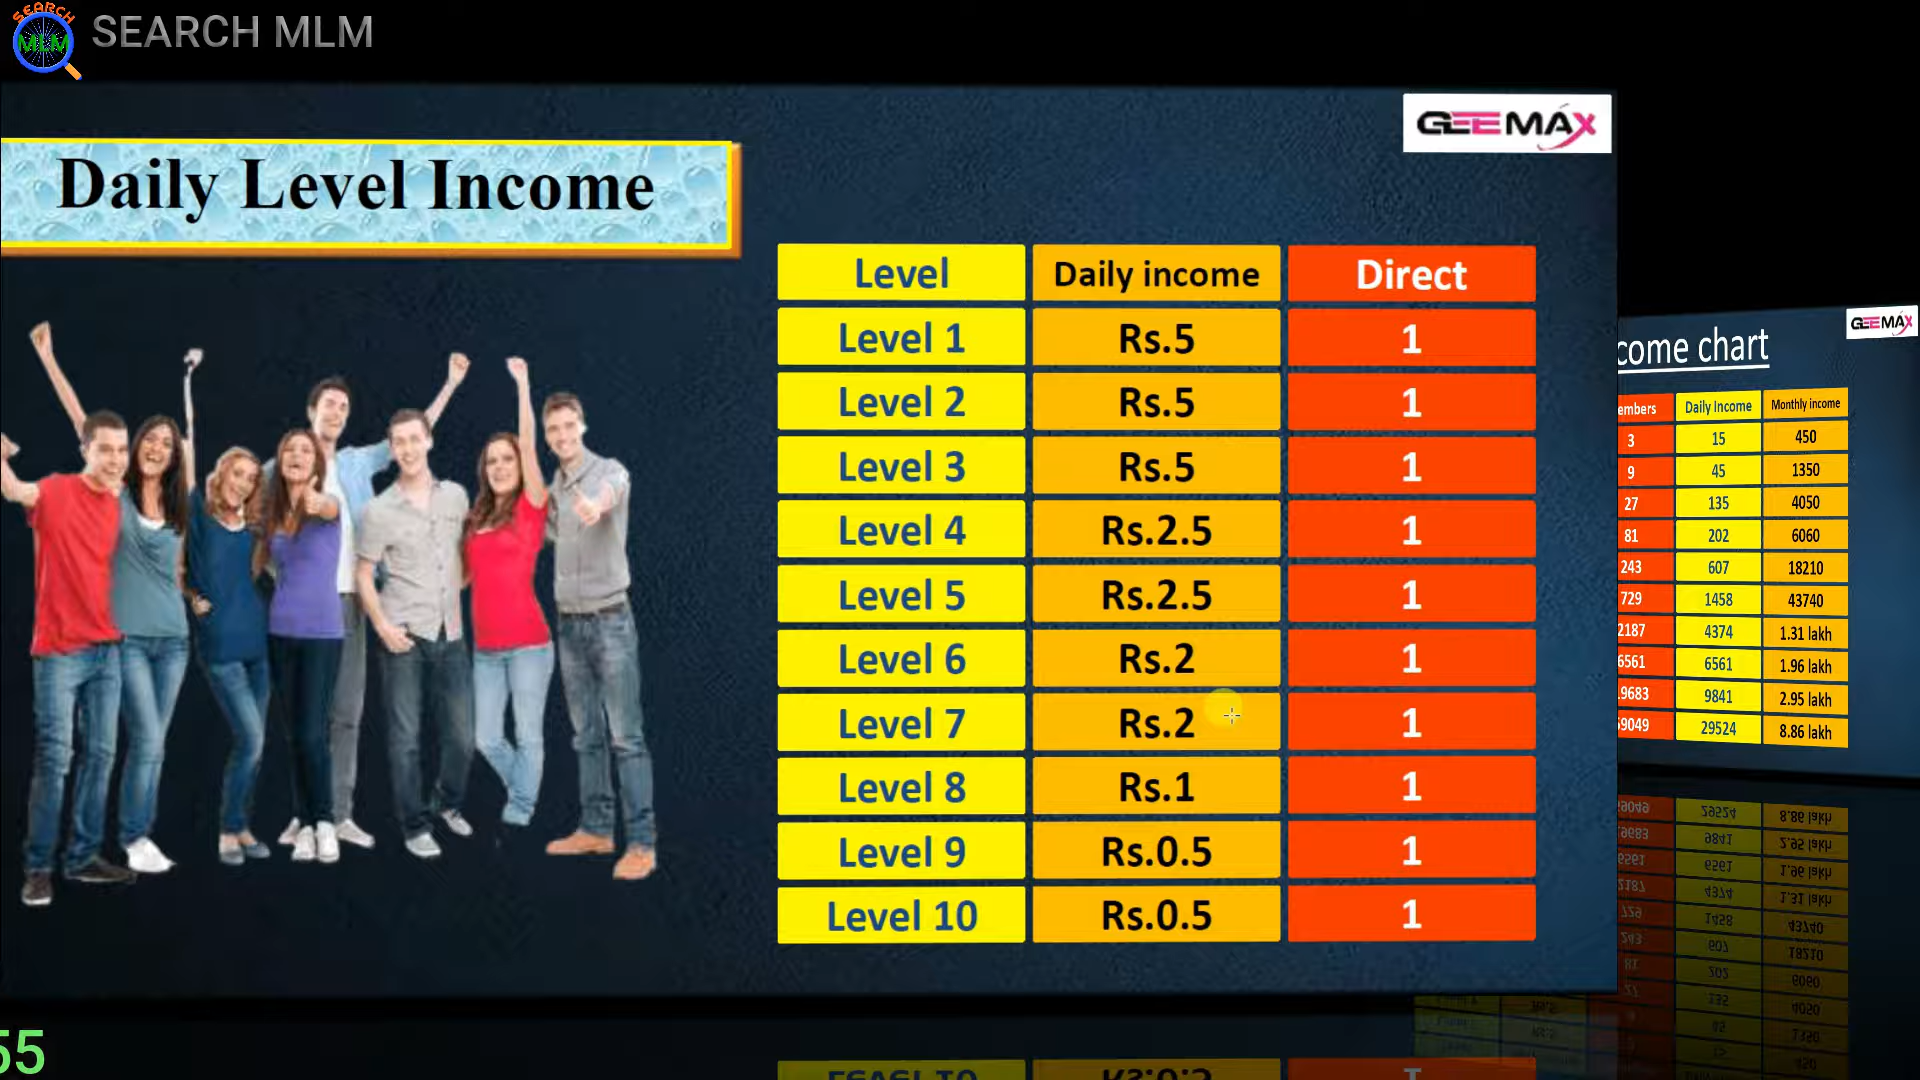 SEARCH
MLM
SEARCH MLM
GEEMAX
Daily Level Income
Level Daily income Direct
Level 1 Rs.5 1
Level 2 Rs.5 1
Level 3 Rs.5 1
Level 4 Rs.2.5 1
Level 5 Rs.2.5 1
Level 6 Rs.2 1
Level 7 Rs.2 1
Level 8 Rs.1 1
Level 9 Rs.0.5 1
Level 10 Rs.0.5 1
GEEMAX
come chart
embers Daily Income Monthly income
3 15 450
9 45 1350
27 135 4050
81 202 6060
243 607 18210
729 1458 43740
2187 4374 1.31 lakh
6561 6561 1.96 lakh
9683 9841 2.95 lakh
59049 29524 8.86 lakh
55